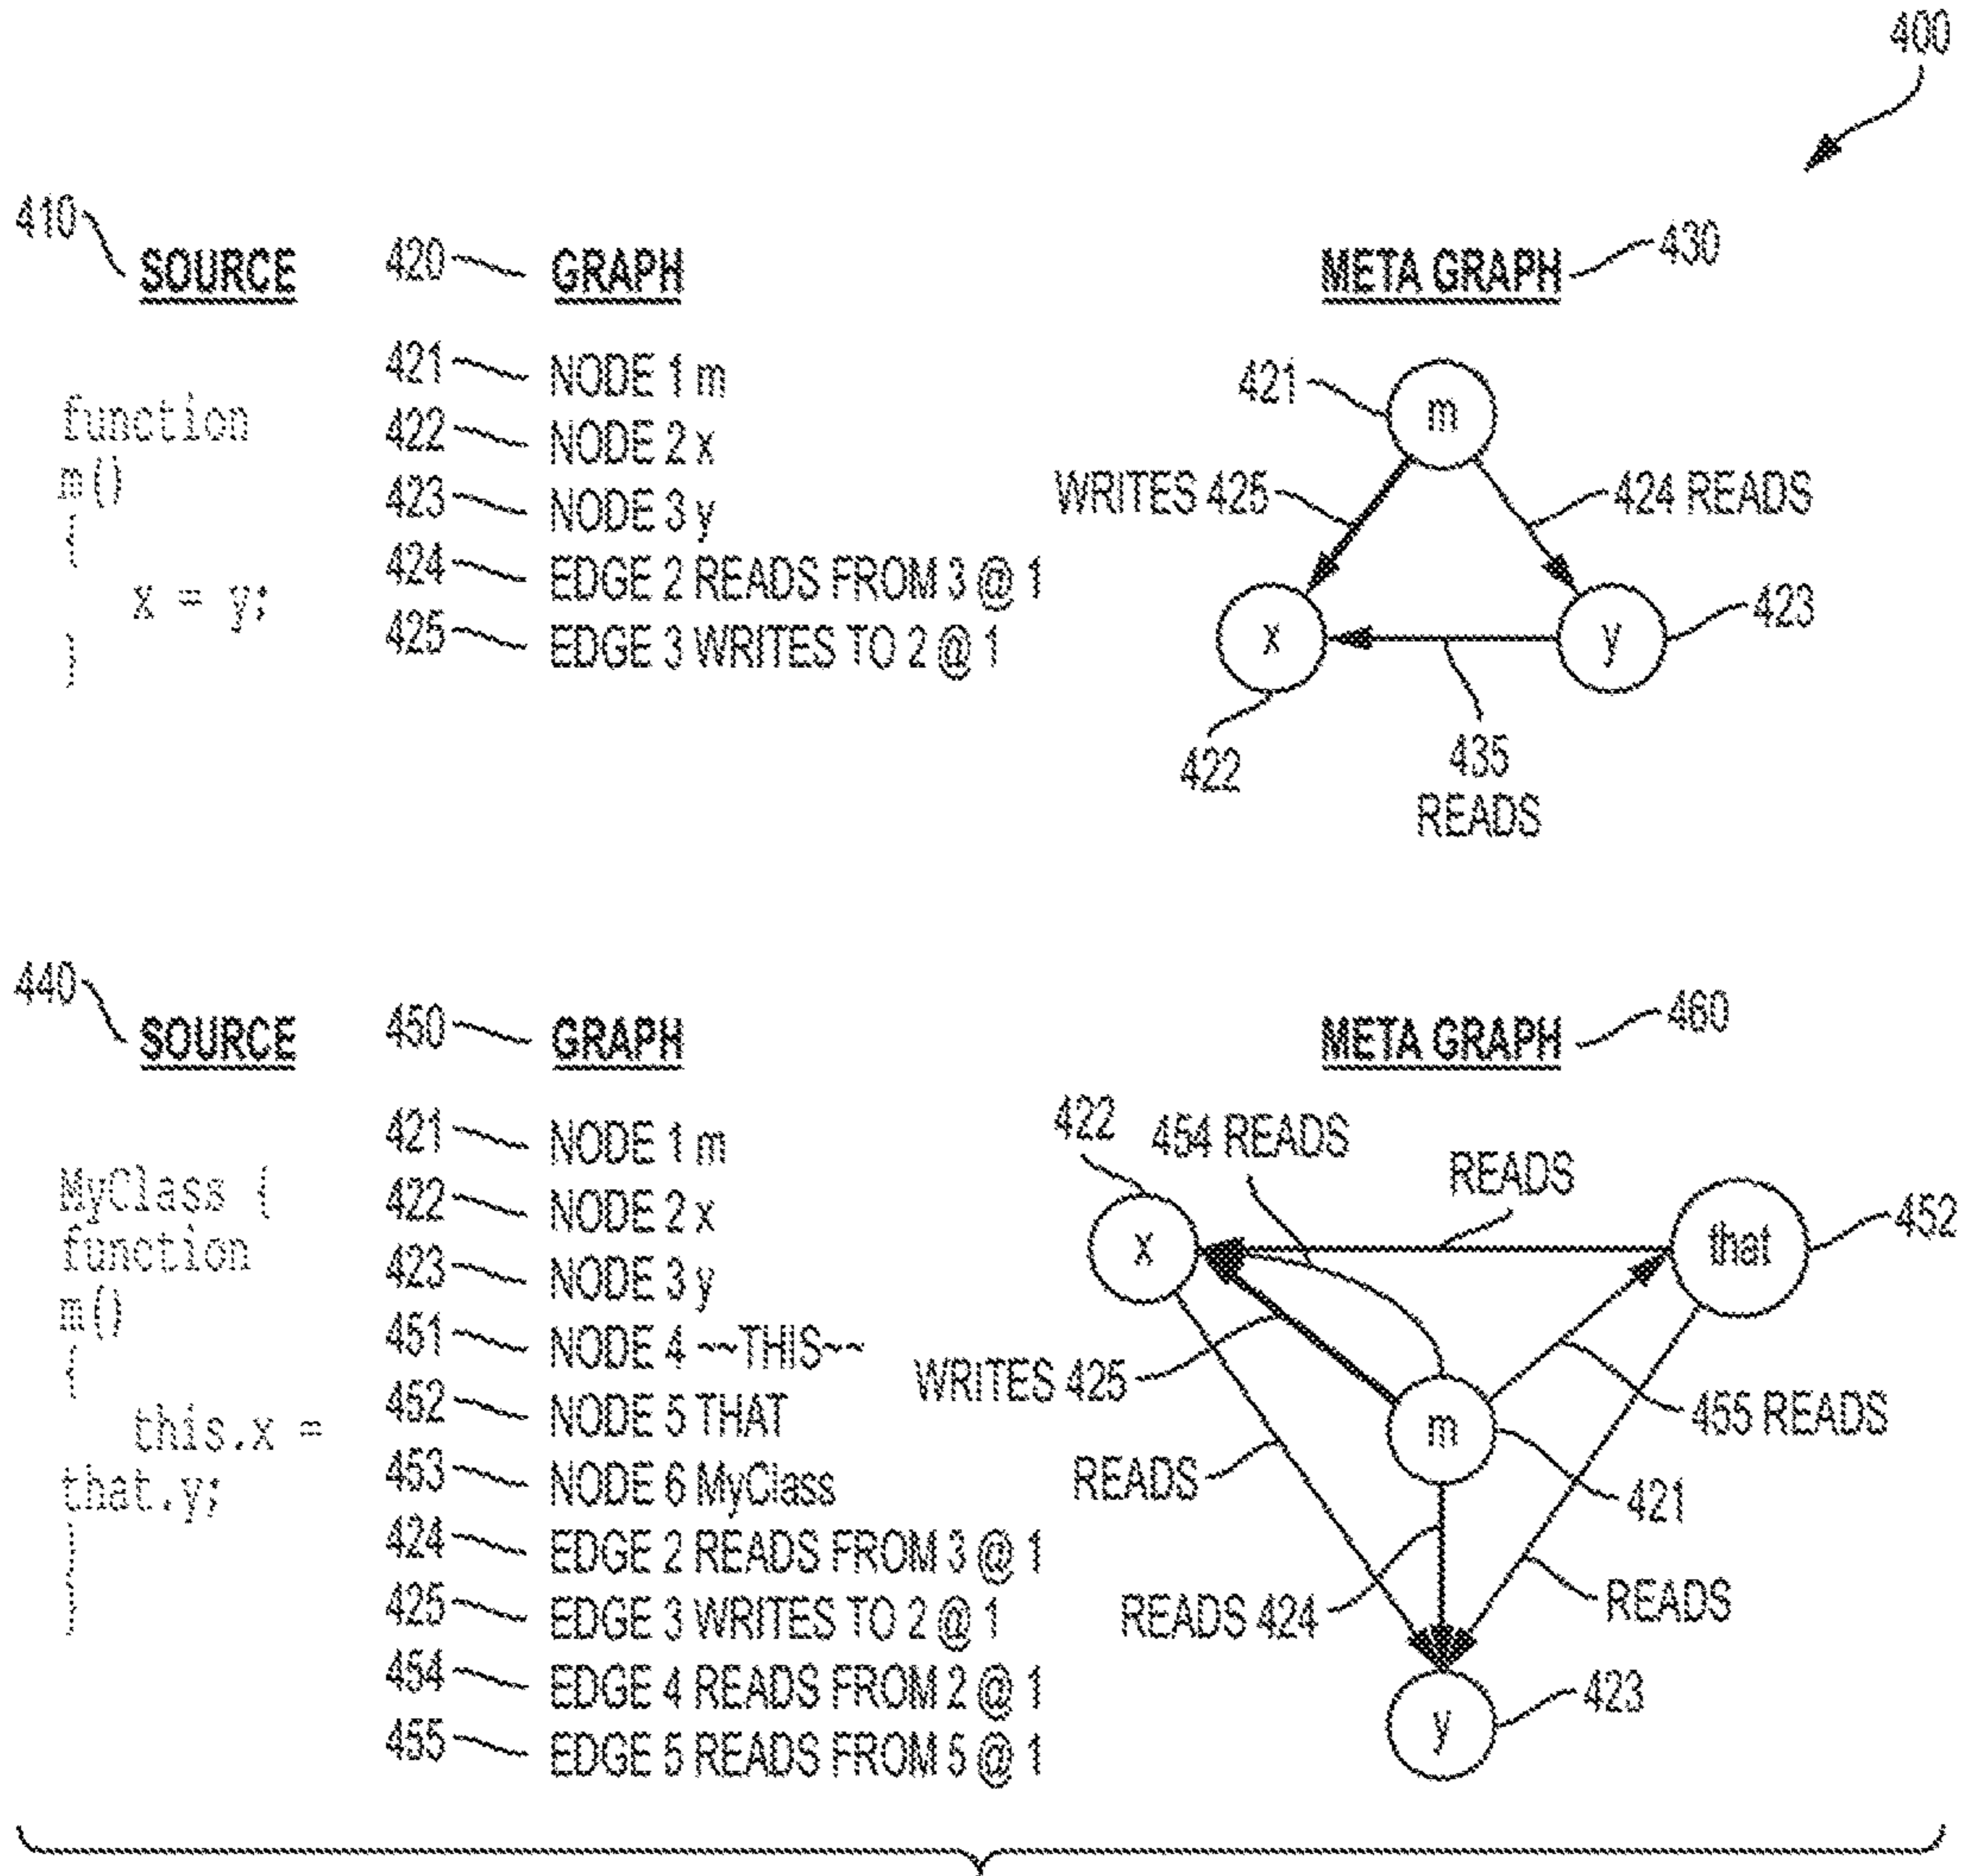 400
410 SOURCE
420 GRAPH
META GRAPH 430
function
m()
{
x = y;
}
421 NODE 1 m
422 NODE 2 x
423 NODE 3 y
424 EDGE 2 READS FROM 3 @ 1
425 EDGE 3 WRITES TO 2 @ 1
421
m
WRITES 425
424 READS
x
y
423
422
435
READS
440 SOURCE
450 GRAPH
META GRAPH 460
MyClass {
function
m()
{
this.x =
that.y;
}
}
421 NODE 1 m
422 NODE 2 x
423 NODE 3 y
451 NODE 4 ~~THIS~~
452 NODE 5 THAT
453 NODE 6 MyClass
424 EDGE 2 READS FROM 3 @ 1
425 EDGE 3 WRITES TO 2 @ 1
454 EDGE 4 READS FROM 2 @ 1
455 EDGE 5 READS FROM 5 @ 1
422
454 READS
READS
x
that
452
WRITES 425
m
455 READS
READS
421
READS 424
READS
y
423